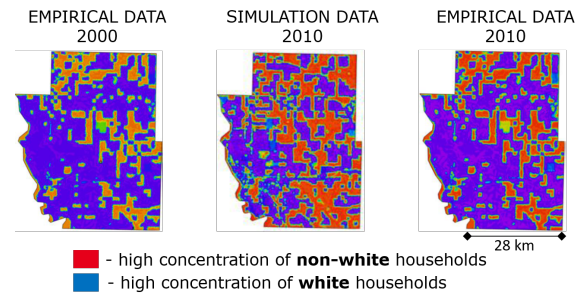 EMPIRICAL DATA
2000
SIMULATION DATA
2010
EMPIRICAL DATA
2010
28 km
- high concentration of non-white households
- high concentration of white households